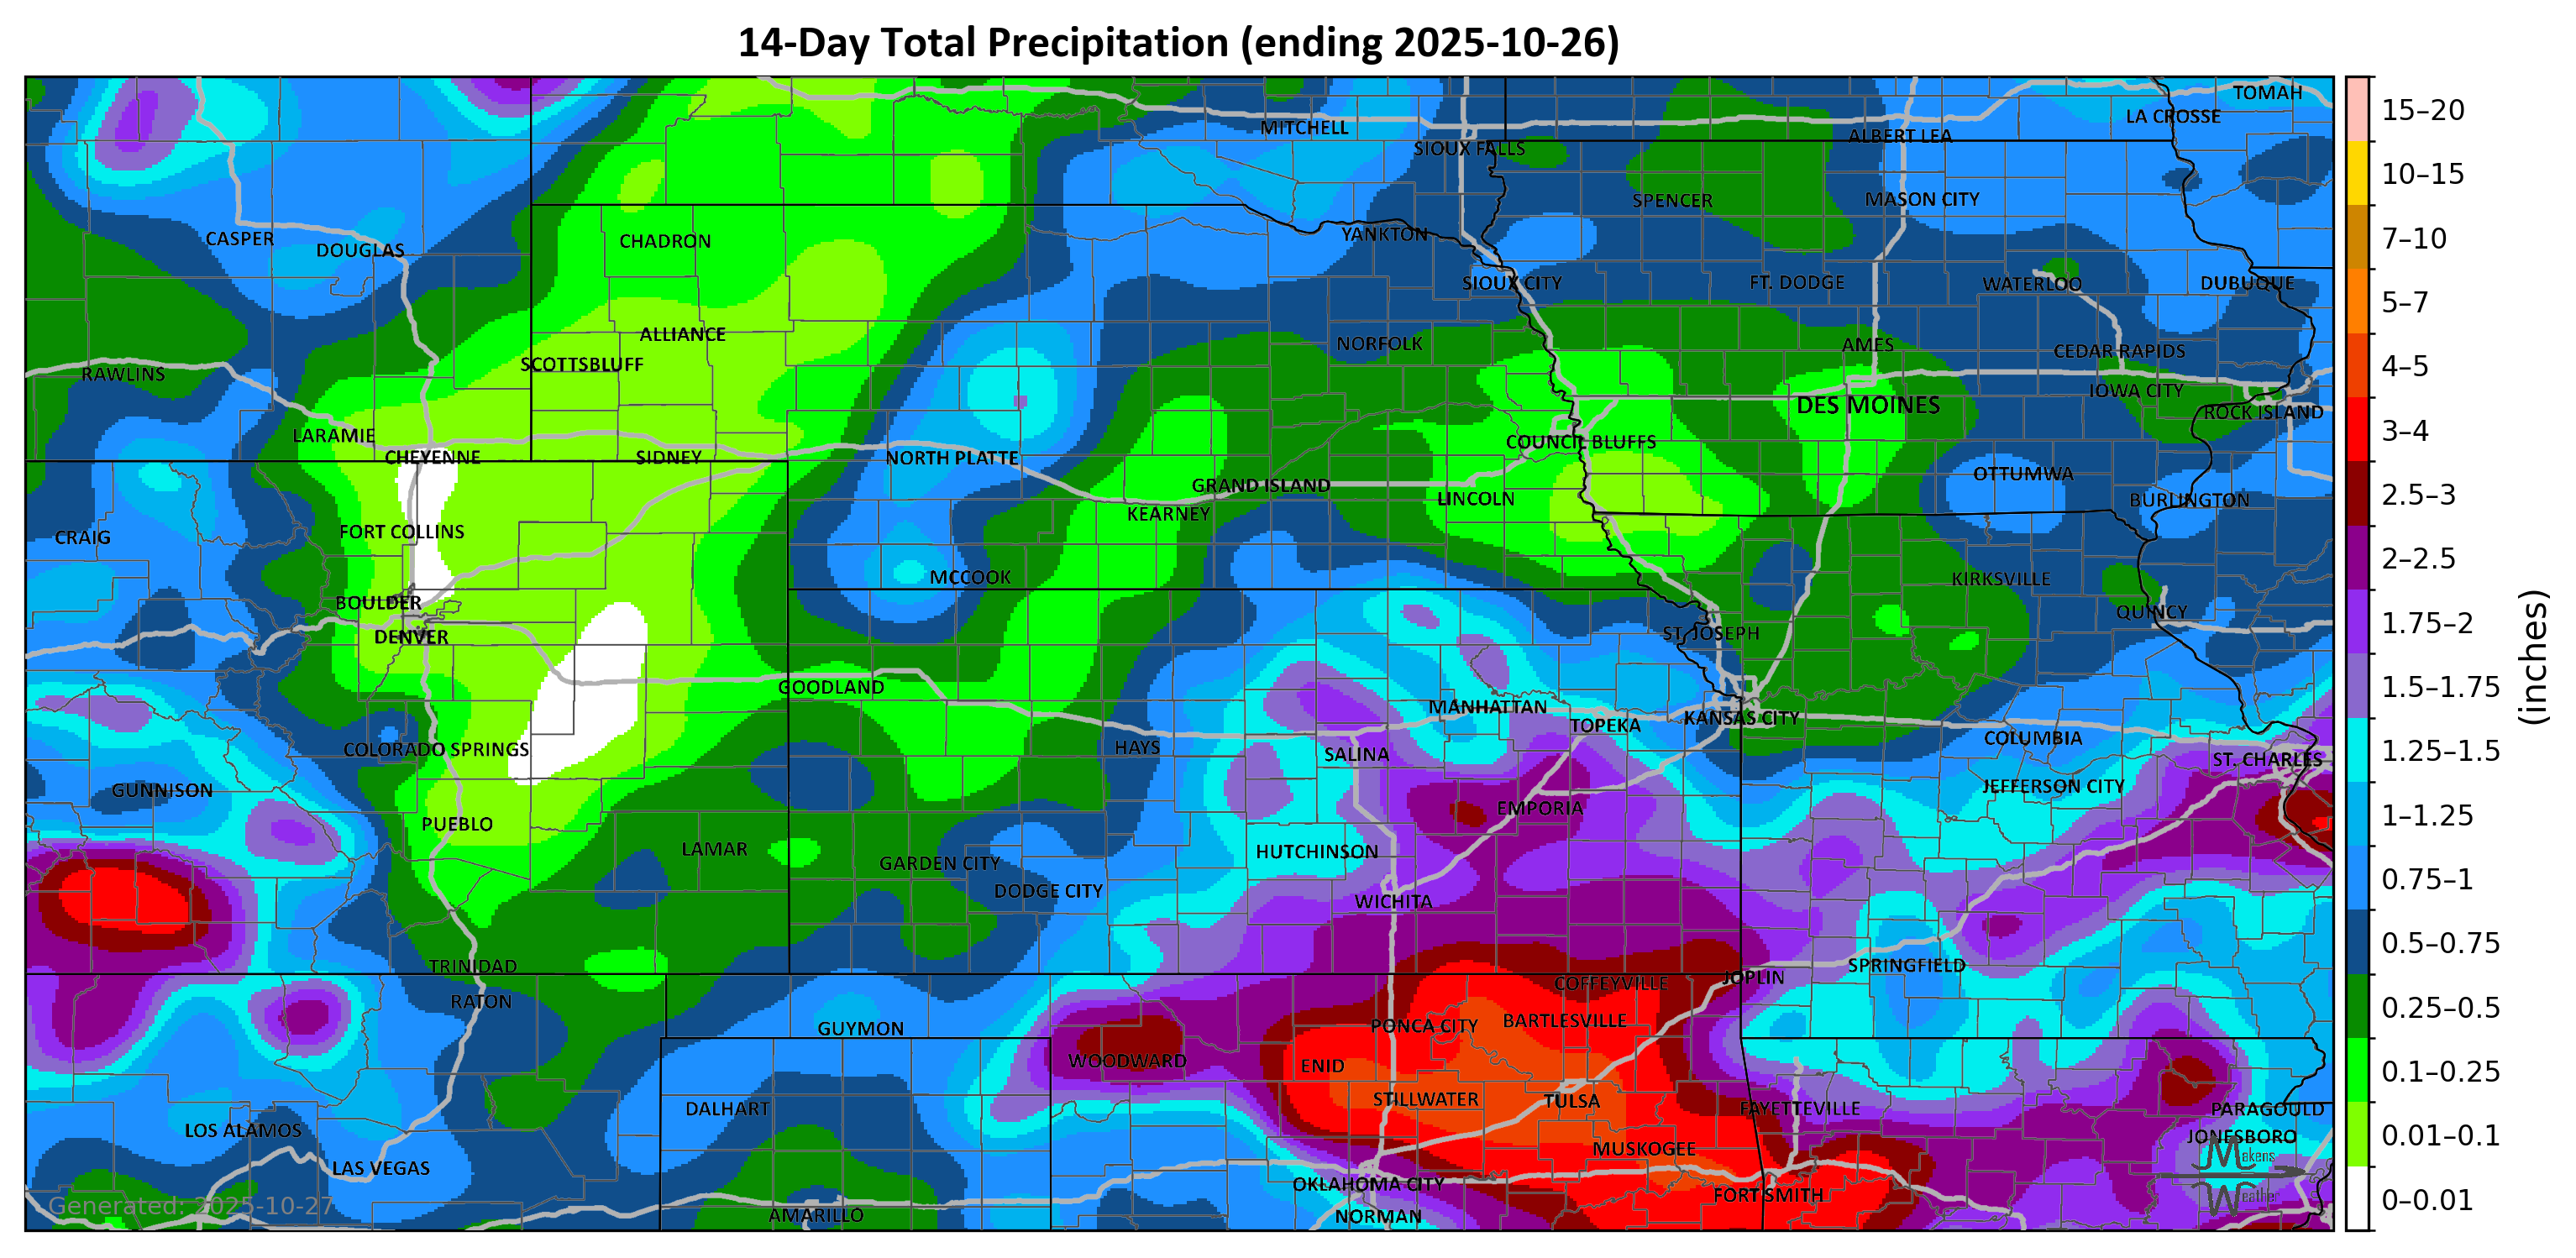 14-Day Total Precipitation (ending 2025-10-26)
TOMAH
LA CROSSE
MITCHELL
ALBERT LEA
SIOUX FALLS
SPENCER
MASON CITY
CASPER
DOUGLAS
CHADRON
YANKTON
SIOUX CITY
FT. DODGE
WATERLOO
DUBUQUE
ALLIANCE
NORFOLK
AMES
CEDAR RAPIDS
SCOTTSBLUFF
RAWLINS
IOWA CITY
DES MOINES
ROCK ISLAND
LARAMIE
COUNCIL BLUFFS
CHEYENNE
SIDNEY
NORTH PLATTE
OTTUMWA
GRAND ISLAND
LINCOLN
BURLINGTON
KEARNEY
CRAIG
FORT COLLINS
MCCOOK
KIRKSVILLE
BOULDER
QUINCY
DENVER
ST. JOSEPH
GOODLAND
MANHATTAN
TOPEKA
KANSAS CITY
COLUMBIA
COLORADO SPRINGS
HAYS
SALINA
ST. CHARLES
GUNNISON
JEFFERSON CITY
EMPORIA
PUEBLO
LAMAR
HUTCHINSON
GARDEN CITY
DODGE CITY
WICHITA
TRINIDAD
SPRINGFIELD
JOPLIN
COFFEYVILLE
RATON
GUYMON
PONCA CITY
BARTLESVILLE
WOODWARD
ENID
DALHART
STILLWATER
TULSA
FAYETTEVILLE
PARAGOULD
LOS ALAMOS
JONESBORO
MUSKOGEE
LAS VEGAS
OKLAHOMA CITY
FORT SMITH
AMARILLO
NORMAN
Generated: 2025-10-27
Makens
Weather
15–20
10–15
7–10
5–7
4–5
3–4
2.5–3
2–2.5
1.75–2
1.5–1.75
1.25–1.5
1–1.25
0.75–1
0.5–0.75
0.25–0.5
0.1–0.25
0.01–0.1
0–0.01
(inches)